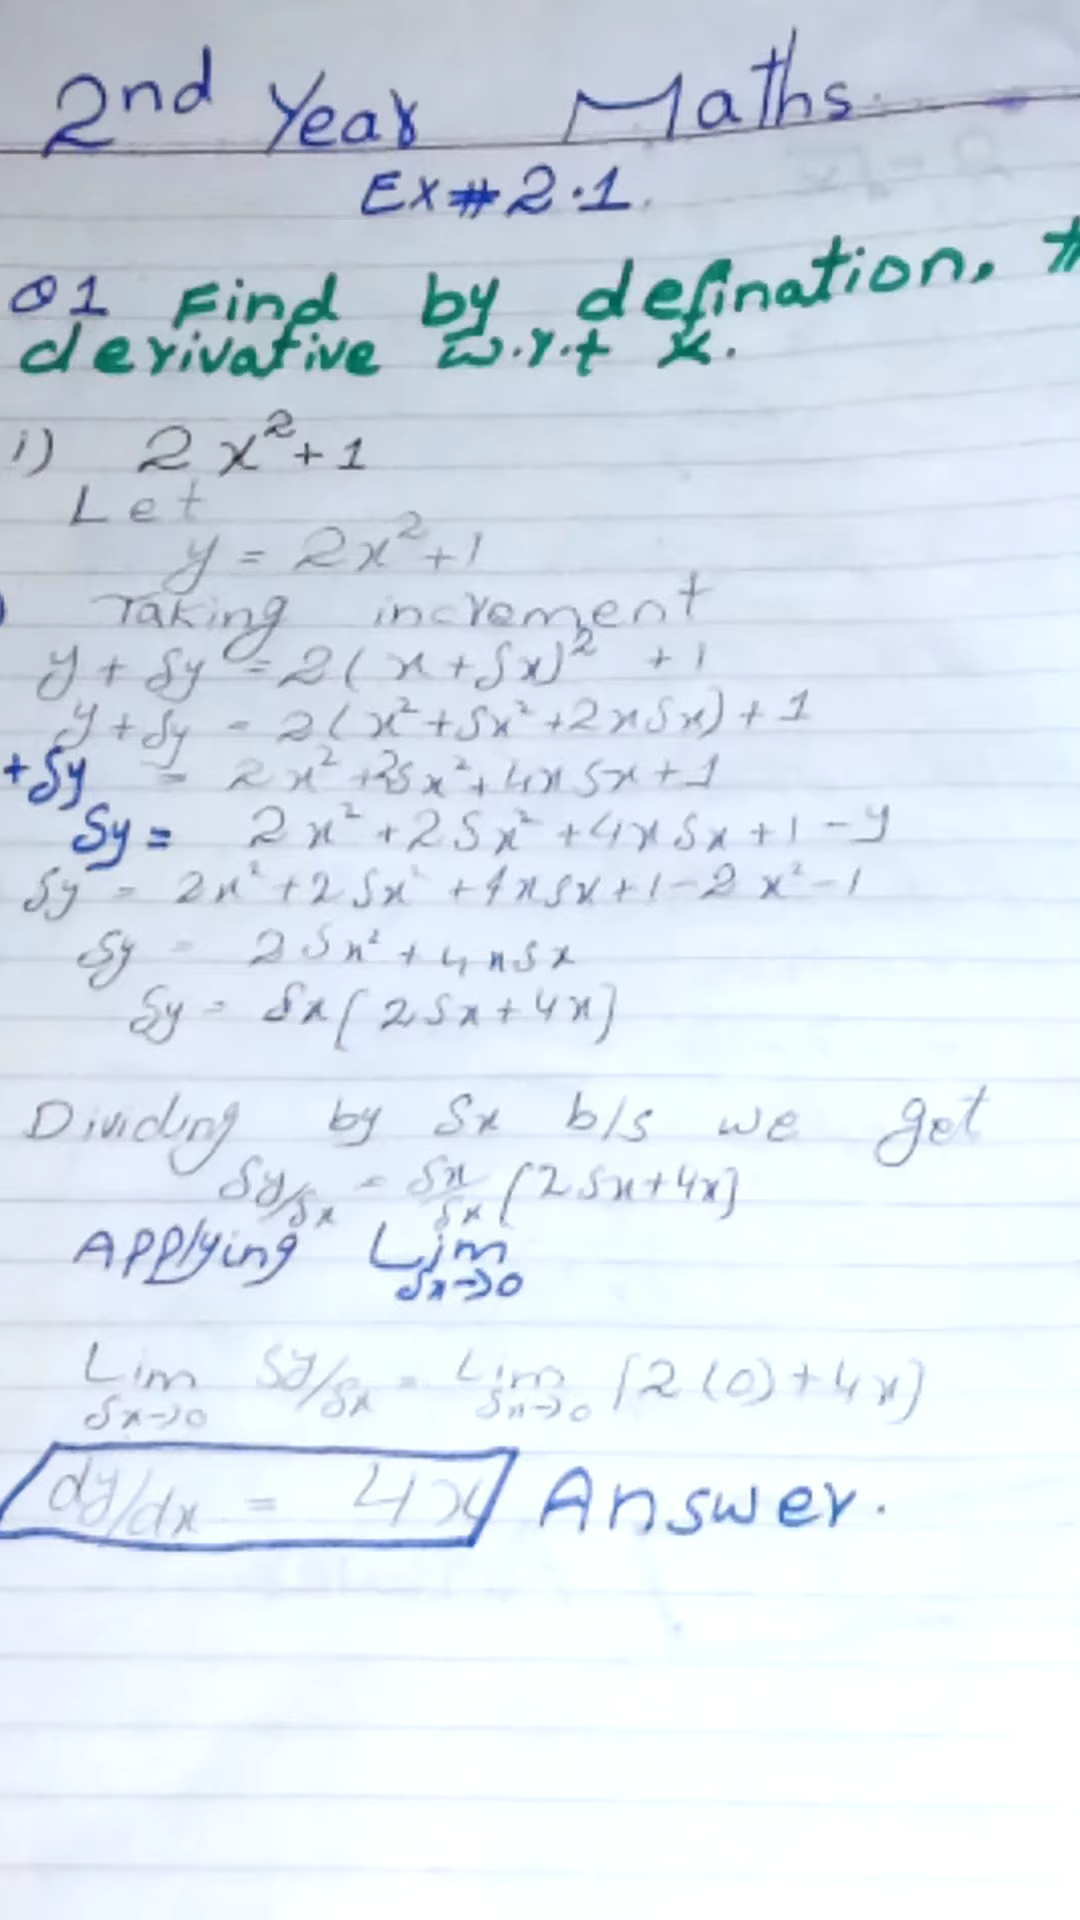 2nd Year Maths.
Ex#2.1.
Q1 Find by defination,
derivative w.r.t x.
i) 2x²+1
Let
y = 2x²+1
Taking increment
y + δy = 2(x+δx)² + 1
y + δy = 2(x²+δx²+2xδx)+1
+δy = 2x²+2δx²+4xδx+1
δy = 2x²+2δx²+4xδx+1-y
δy = 2x²+2δx²+4xδx+1-2x²-1
δy = 2δx²+4xδx
δy = δx[2δx+4x]
Dividing by δx b/s we get
δy/δx = δx/δx [2δx+4x]
Applying Lim δx→0
Lim δx→0 δy/δx = Lim δx→0 [2(0)+4x]
dy/dx = 4x Answer.